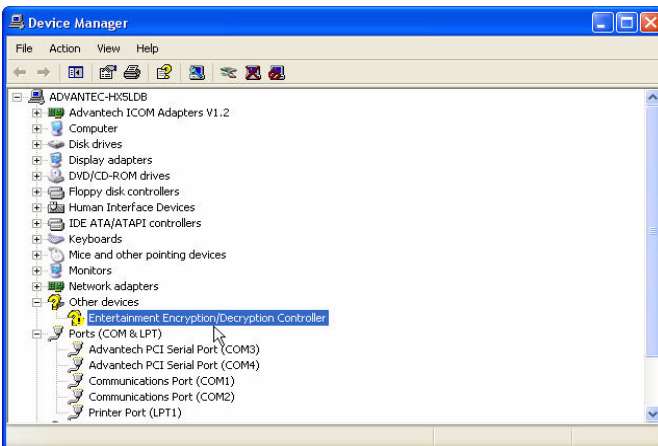 Device Manager
File Action View Help
ADVANTEC-HX5LDB
Advantech ICOM Adapters V1.2
Computer
Disk drives
Display adapters
DVD/CD-ROM drives
Floppy disk controllers
Human Interface Devices
IDE ATA/ATAPI controllers
Keyboards
Mice and other pointing devices
Monitors
Network adapters
Other devices
Entertainment Encryption/Decryption Controller
Ports (COM & LPT)
Advantech PCI Serial Port (COM3)
Advantech PCI Serial Port (COM4)
Communications Port (COM1)
Communications Port (COM2)
Printer Port (LPT1)